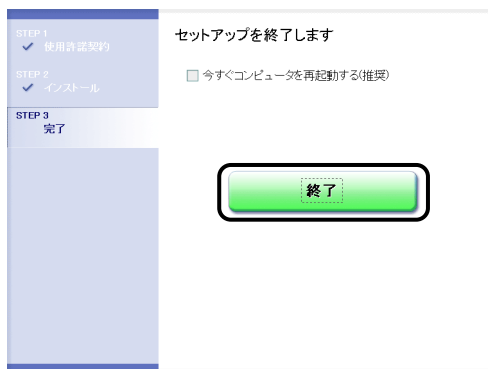 STEP 1
使用許諾契約
STEP 2
インストール
STEP 3
完了
セットアップを終了します
今すぐコンピュータを再起動する(推奨)
終了